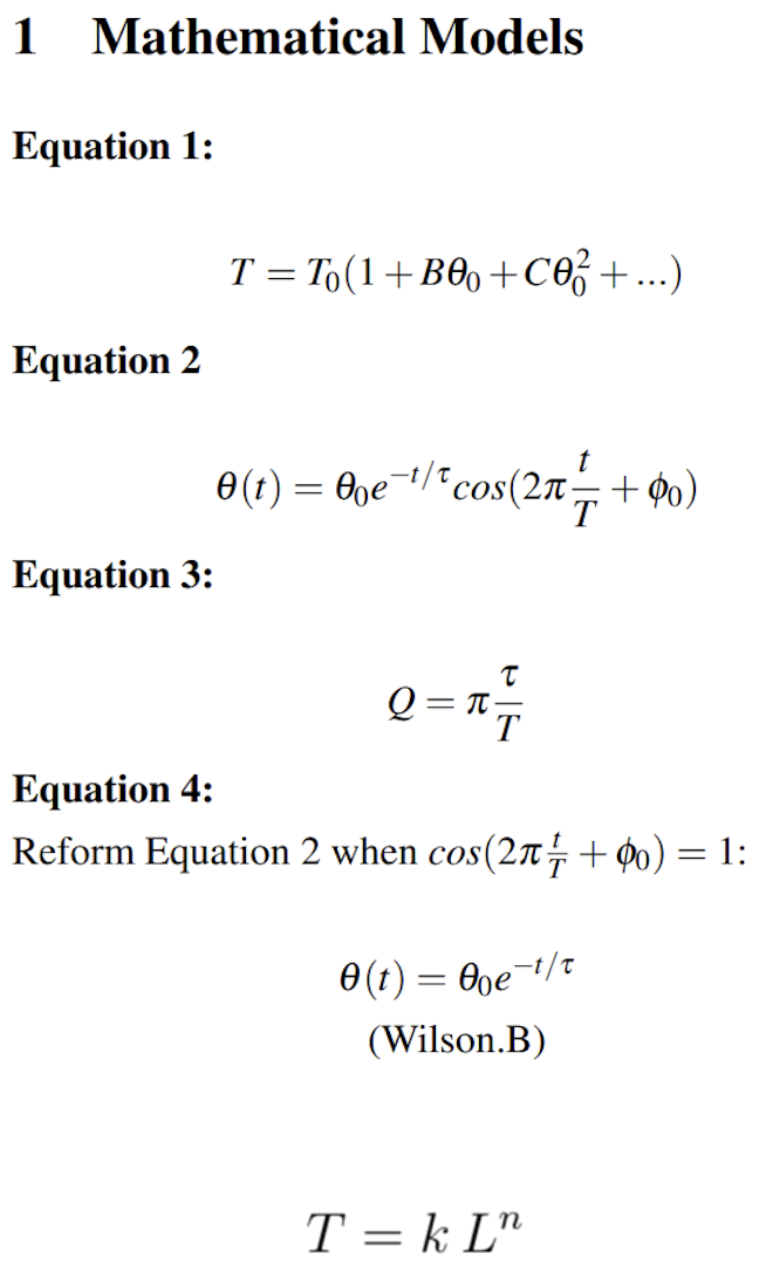 1 Mathematical Models
Equation 1:
T = T₀(1 + Bθ₀ + Cθ₀² + ...)
Equation 2
θ(t) = θ₀e^{−t/τ}cos(2π t/T + ϕ₀)
Equation 3:
Q = π τ/T
Equation 4:
Reform Equation 2 when cos(2π t/T + ϕ₀) = 1:
θ(t) = θ₀e^{−t/τ}
(Wilson.B)
T = k Lⁿ